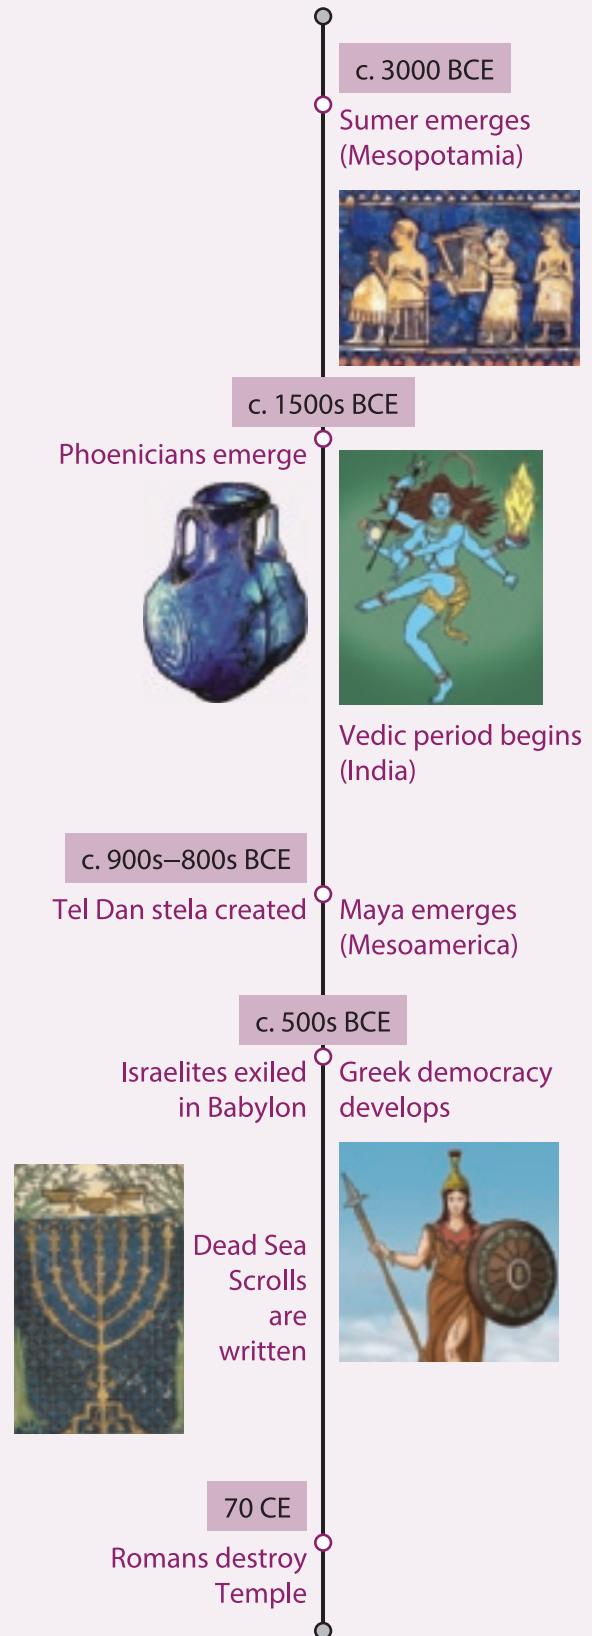 c. 3000 BCE
Sumer emerges
(Mesopotamia)
c. 1500s BCE
Phoenicians emerge
Vedic period begins
(India)
c. 900s–800s BCE
Tel Dan stela created
Maya emerges
(Mesoamerica)
c. 500s BCE
Israelites exiled
in Babylon
Greek democracy
develops
Dead Sea
Scrolls
are
written
70 CE
Romans destroy
Temple